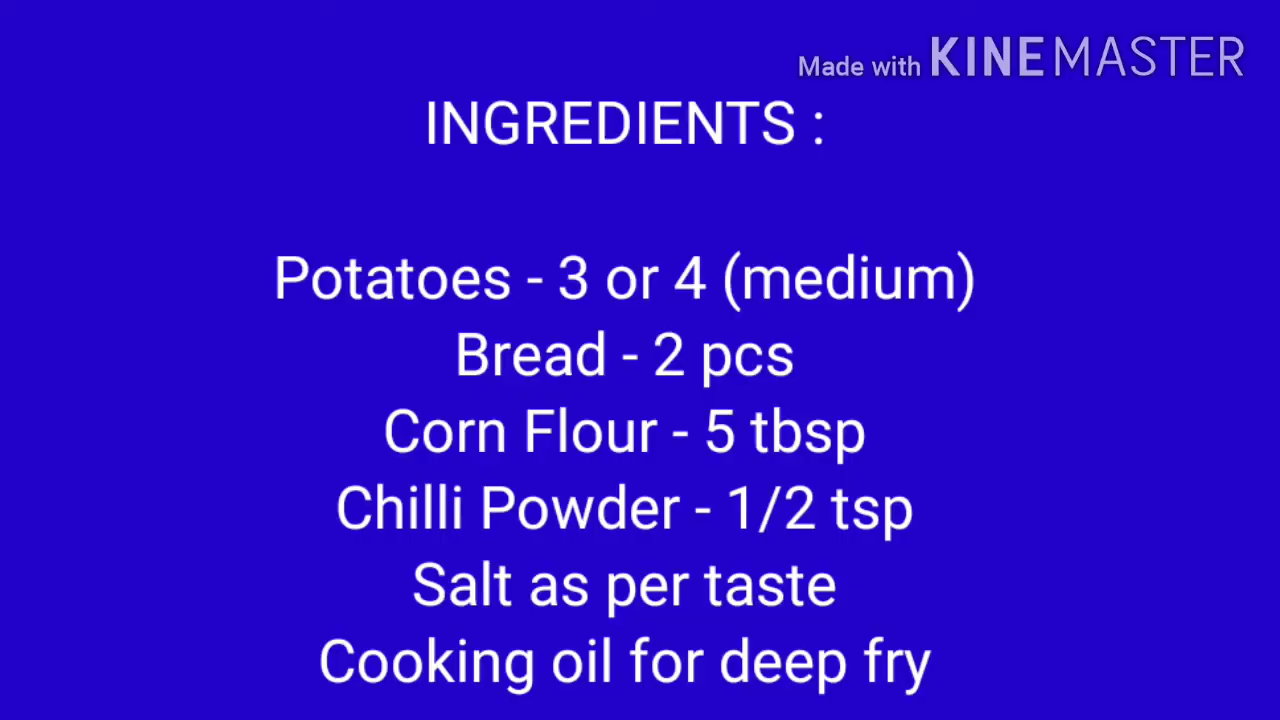 Made with KINEMASTER
INGREDIENTS :
Potatoes - 3 or 4 (medium)
Bread - 2 pcs
Corn Flour - 5 tbsp
Chilli Powder - 1/2 tsp
Salt as per taste
Cooking oil for deep fry